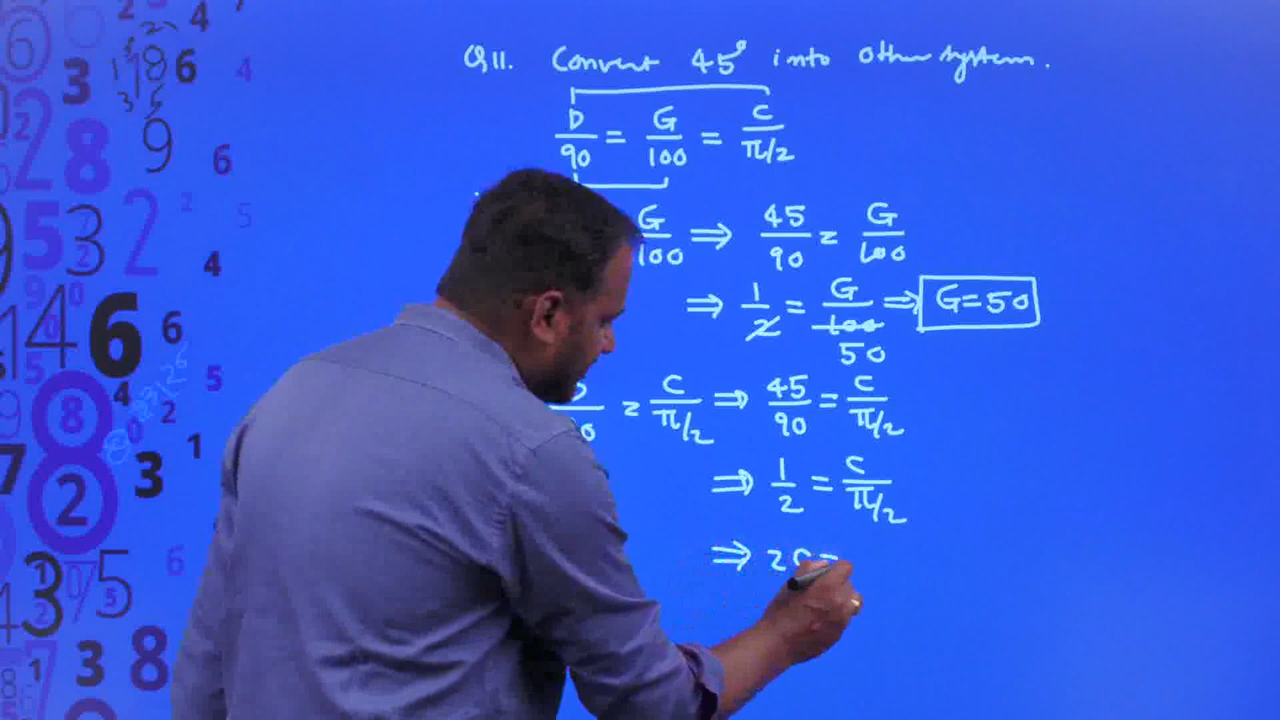 Q11. Convert 45° into other system.
D/90 = G/100 = C/π/2
G/100 ⇒ 45/90 = G/100
⇒ 1/2 = G/100 ⇒ G=50
50
= C/π/2 ⇒ 45/90 = C/π/2
⇒ 1/2 = C/π/2
⇒ 2C =